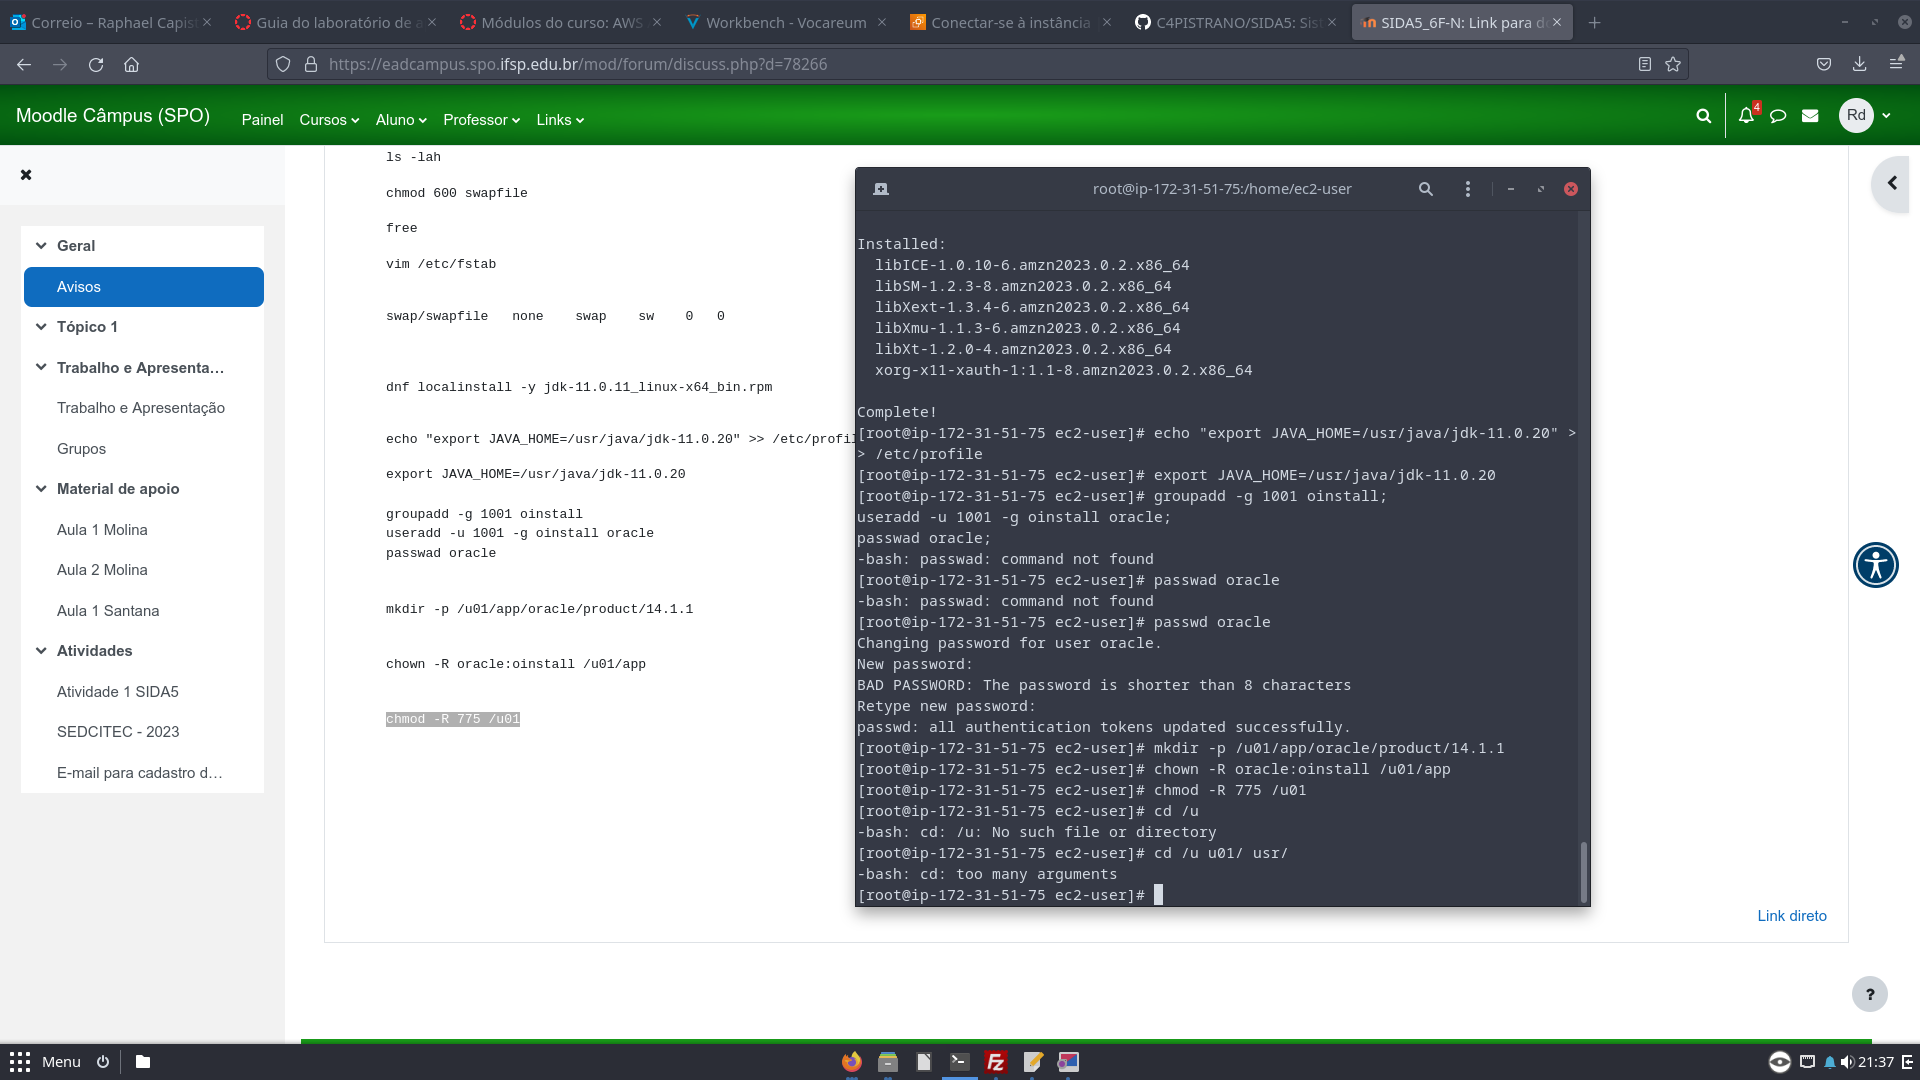 Correio – Raphael Capis
Guia do laboratório de a
Módulos do curso: AWS
Workbench - Vocareum
Conectar-se à instância
C4PISTRANO/SIDA5: Sis
SIDA5_6F-N: Link para do
https://eadcampus.spo.ifsp.edu.br/mod/forum/discuss.php?d=78266
Moodle Câmpus (SPO)
Painel
Cursos
Aluno
Professor
Links
4
Rd
Geral
Avisos
Tópico 1
Trabalho e Apresenta...
Trabalho e Apresentação
Grupos
Material de apoio
Aula 1 Molina
Aula 2 Molina
Aula 1 Santana
Atividades
Atividade 1 SIDA5
SEDCITEC - 2023
E-mail para cadastro d...
ls -lah
chmod 600 swapfile
free
vim /etc/fstab
swap/swapfile none swap sw 0 0
dnf localinstall -y jdk-11.0.11_linux-x64_bin.rpm
echo "export JAVA_HOME=/usr/java/jdk-11.0.20" >> /etc/profil
export JAVA_HOME=/usr/java/jdk-11.0.20
groupadd -g 1001 oinstall
useradd -u 1001 -g oinstall oracle
passwad oracle
mkdir -p /u01/app/oracle/product/14.1.1
chown -R oracle:oinstall /u01/app
chmod -R 775 /u01
root@ip-172-31-51-75:/home/ec2-user
Installed:
libICE-1.0.10-6.amzn2023.0.2.x86_64
libSM-1.2.3-8.amzn2023.0.2.x86_64
libXext-1.3.4-6.amzn2023.0.2.x86_64
libXmu-1.1.3-6.amzn2023.0.2.x86_64
libXt-1.2.0-4.amzn2023.0.2.x86_64
xorg-x11-xauth-1:1.1-8.amzn2023.0.2.x86_64
Complete!
[root@ip-172-31-51-75 ec2-user]# echo "export JAVA_HOME=/usr/java/jdk-11.0.20" >
> /etc/profile
[root@ip-172-31-51-75 ec2-user]# export JAVA_HOME=/usr/java/jdk-11.0.20
[root@ip-172-31-51-75 ec2-user]# groupadd -g 1001 oinstall;
useradd -u 1001 -g oinstall oracle;
passwad oracle;
-bash: passwad: command not found
[root@ip-172-31-51-75 ec2-user]# passwad oracle
-bash: passwad: command not found
[root@ip-172-31-51-75 ec2-user]# passwd oracle
Changing password for user oracle.
New password:
BAD PASSWORD: The password is shorter than 8 characters
Retype new password:
passwd: all authentication tokens updated successfully.
[root@ip-172-31-51-75 ec2-user]# mkdir -p /u01/app/oracle/product/14.1.1
[root@ip-172-31-51-75 ec2-user]# chown -R oracle:oinstall /u01/app
[root@ip-172-31-51-75 ec2-user]# chmod -R 775 /u01
[root@ip-172-31-51-75 ec2-user]# cd /u
-bash: cd: /u: No such file or directory
[root@ip-172-31-51-75 ec2-user]# cd /u u01/ usr/
-bash: cd: too many arguments
[root@ip-172-31-51-75 ec2-user]#
Link direto
?
Menu
21:37